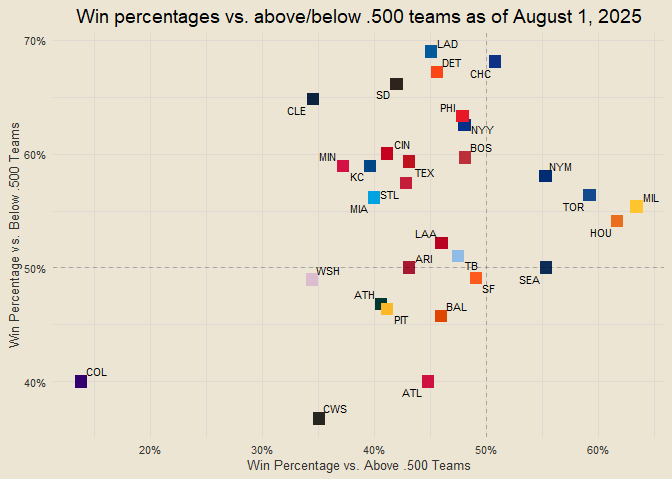 Win percentages vs. above/below .500 teams as of August 1, 2025
70%
LAD
DET
CHC
SD
CLE
PHI
NYY
60%
CIN
BOS
MIN
KC
TEX
NYM
STL
MIA
TOR
MIL
HOU
LAA
ARI
TB
50%
WSH
SEA
SF
ATH
PIT
BAL
COL
40%
ATL
CWS
20%
30%
40%
50%
60%
Win Percentage vs. Below .500 Teams
Win Percentage vs. Above .500 Teams